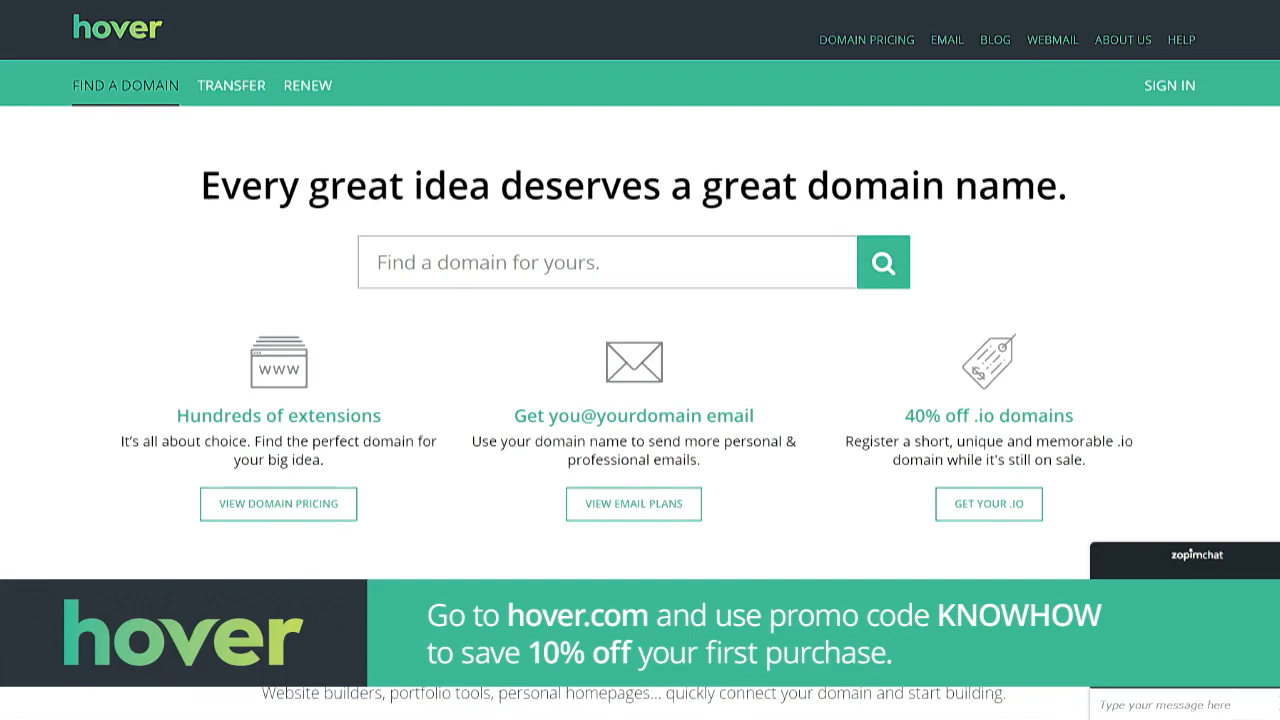 hover
DOMAIN PRICING EMAIL BLOG WEBMAIL ABOUT US HELP
FIND A DOMAIN TRANSFER RENEW SIGN IN
Every great idea deserves a great domain name.
Find a domain for yours.
WWW
Hundreds of extensions
It's all about choice. Find the perfect domain for
your big idea.
VIEW DOMAIN PRICING
Get you@yourdomain email
Use your domain name to send more personal &
professional emails.
VIEW EMAIL PLANS
$
40% off .io domains
Register a short, unique and memorable .io
domain while it's still on sale.
GET YOUR .IO
zopimchat
hover
Go to hover.com and use promo code KNOWHOW
to save 10% off your first purchase.
Website builders, portfolio tools, personal homepages... quickly connect your domain and start building.
Type your message here